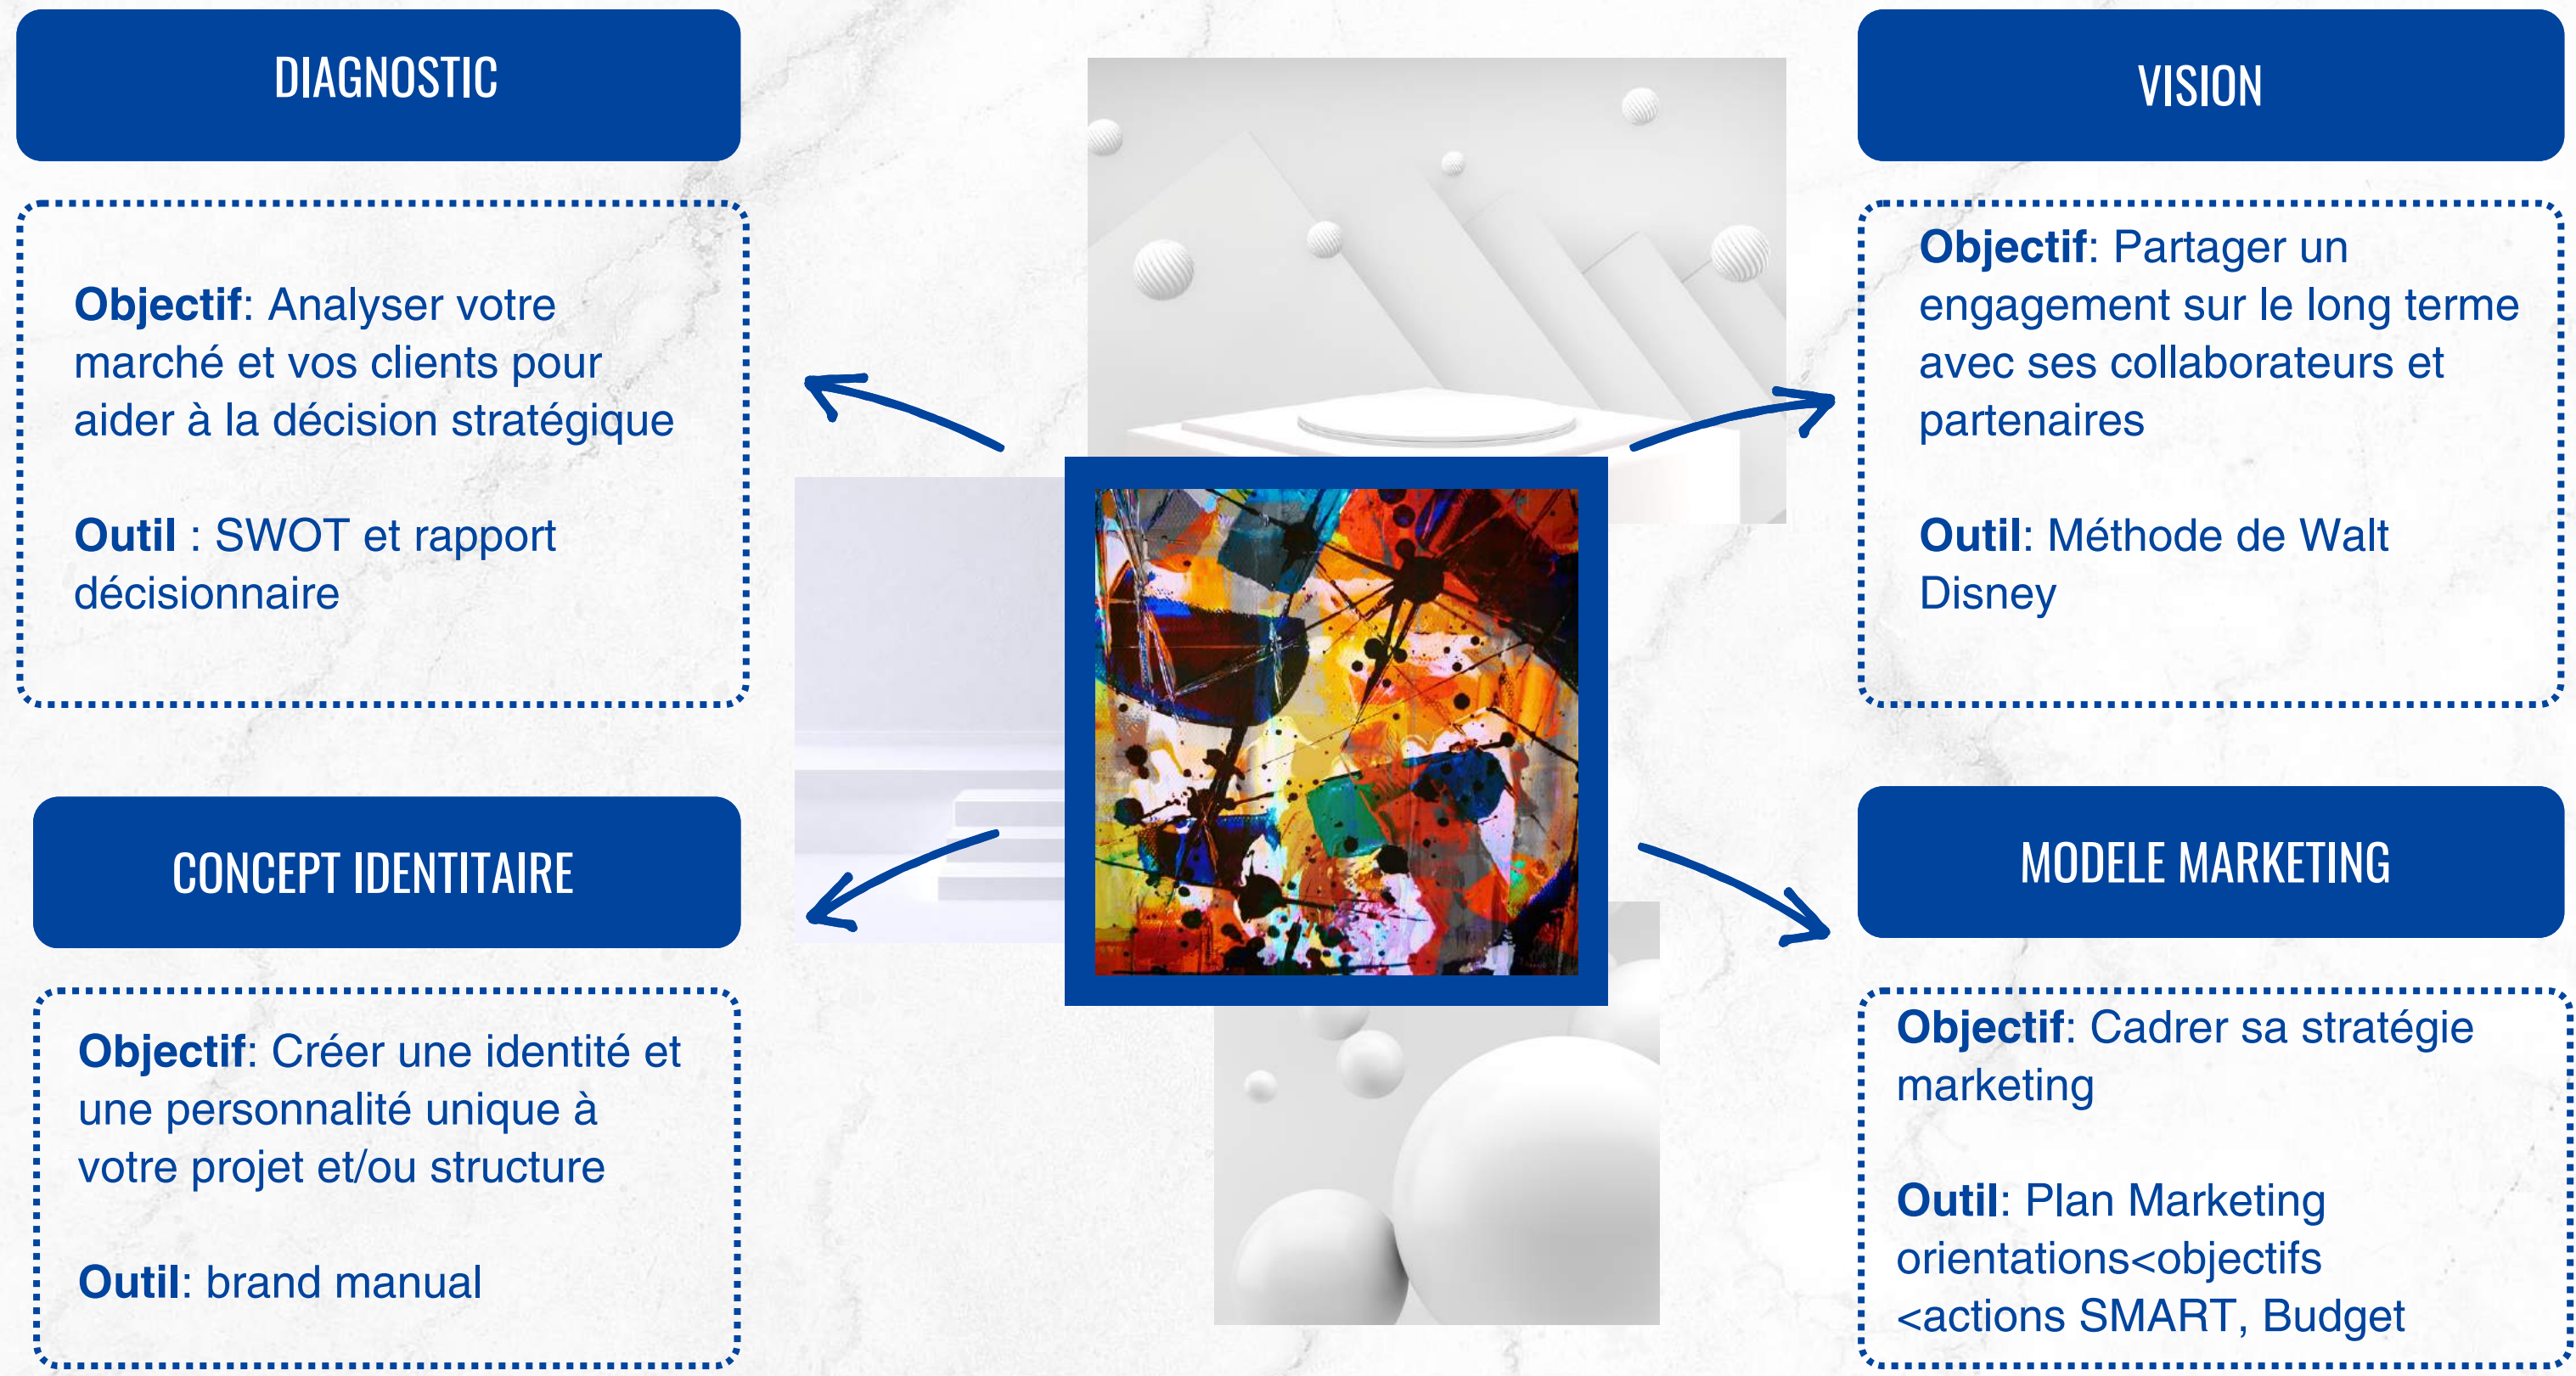 DIAGNOSTIC
Objectif: Analyser votre
marché et vos clients pour
aider à la décision stratégique
Outil : SWOT et rapport
décisionnaire
VISION
Objectif: Partager un
engagement sur le long terme
avec ses collaborateurs et
partenaires
Outil: Méthode de Walt
Disney
CONCEPT IDENTITAIRE
Objectif: Créer une identité et
une personnalité unique à
votre projet et/ou structure
Outil: brand manual
MODELE MARKETING
Objectif: Cadrer sa stratégie
marketing
Outil: Plan Marketing
orientations<objectifs
<actions SMART, Budget